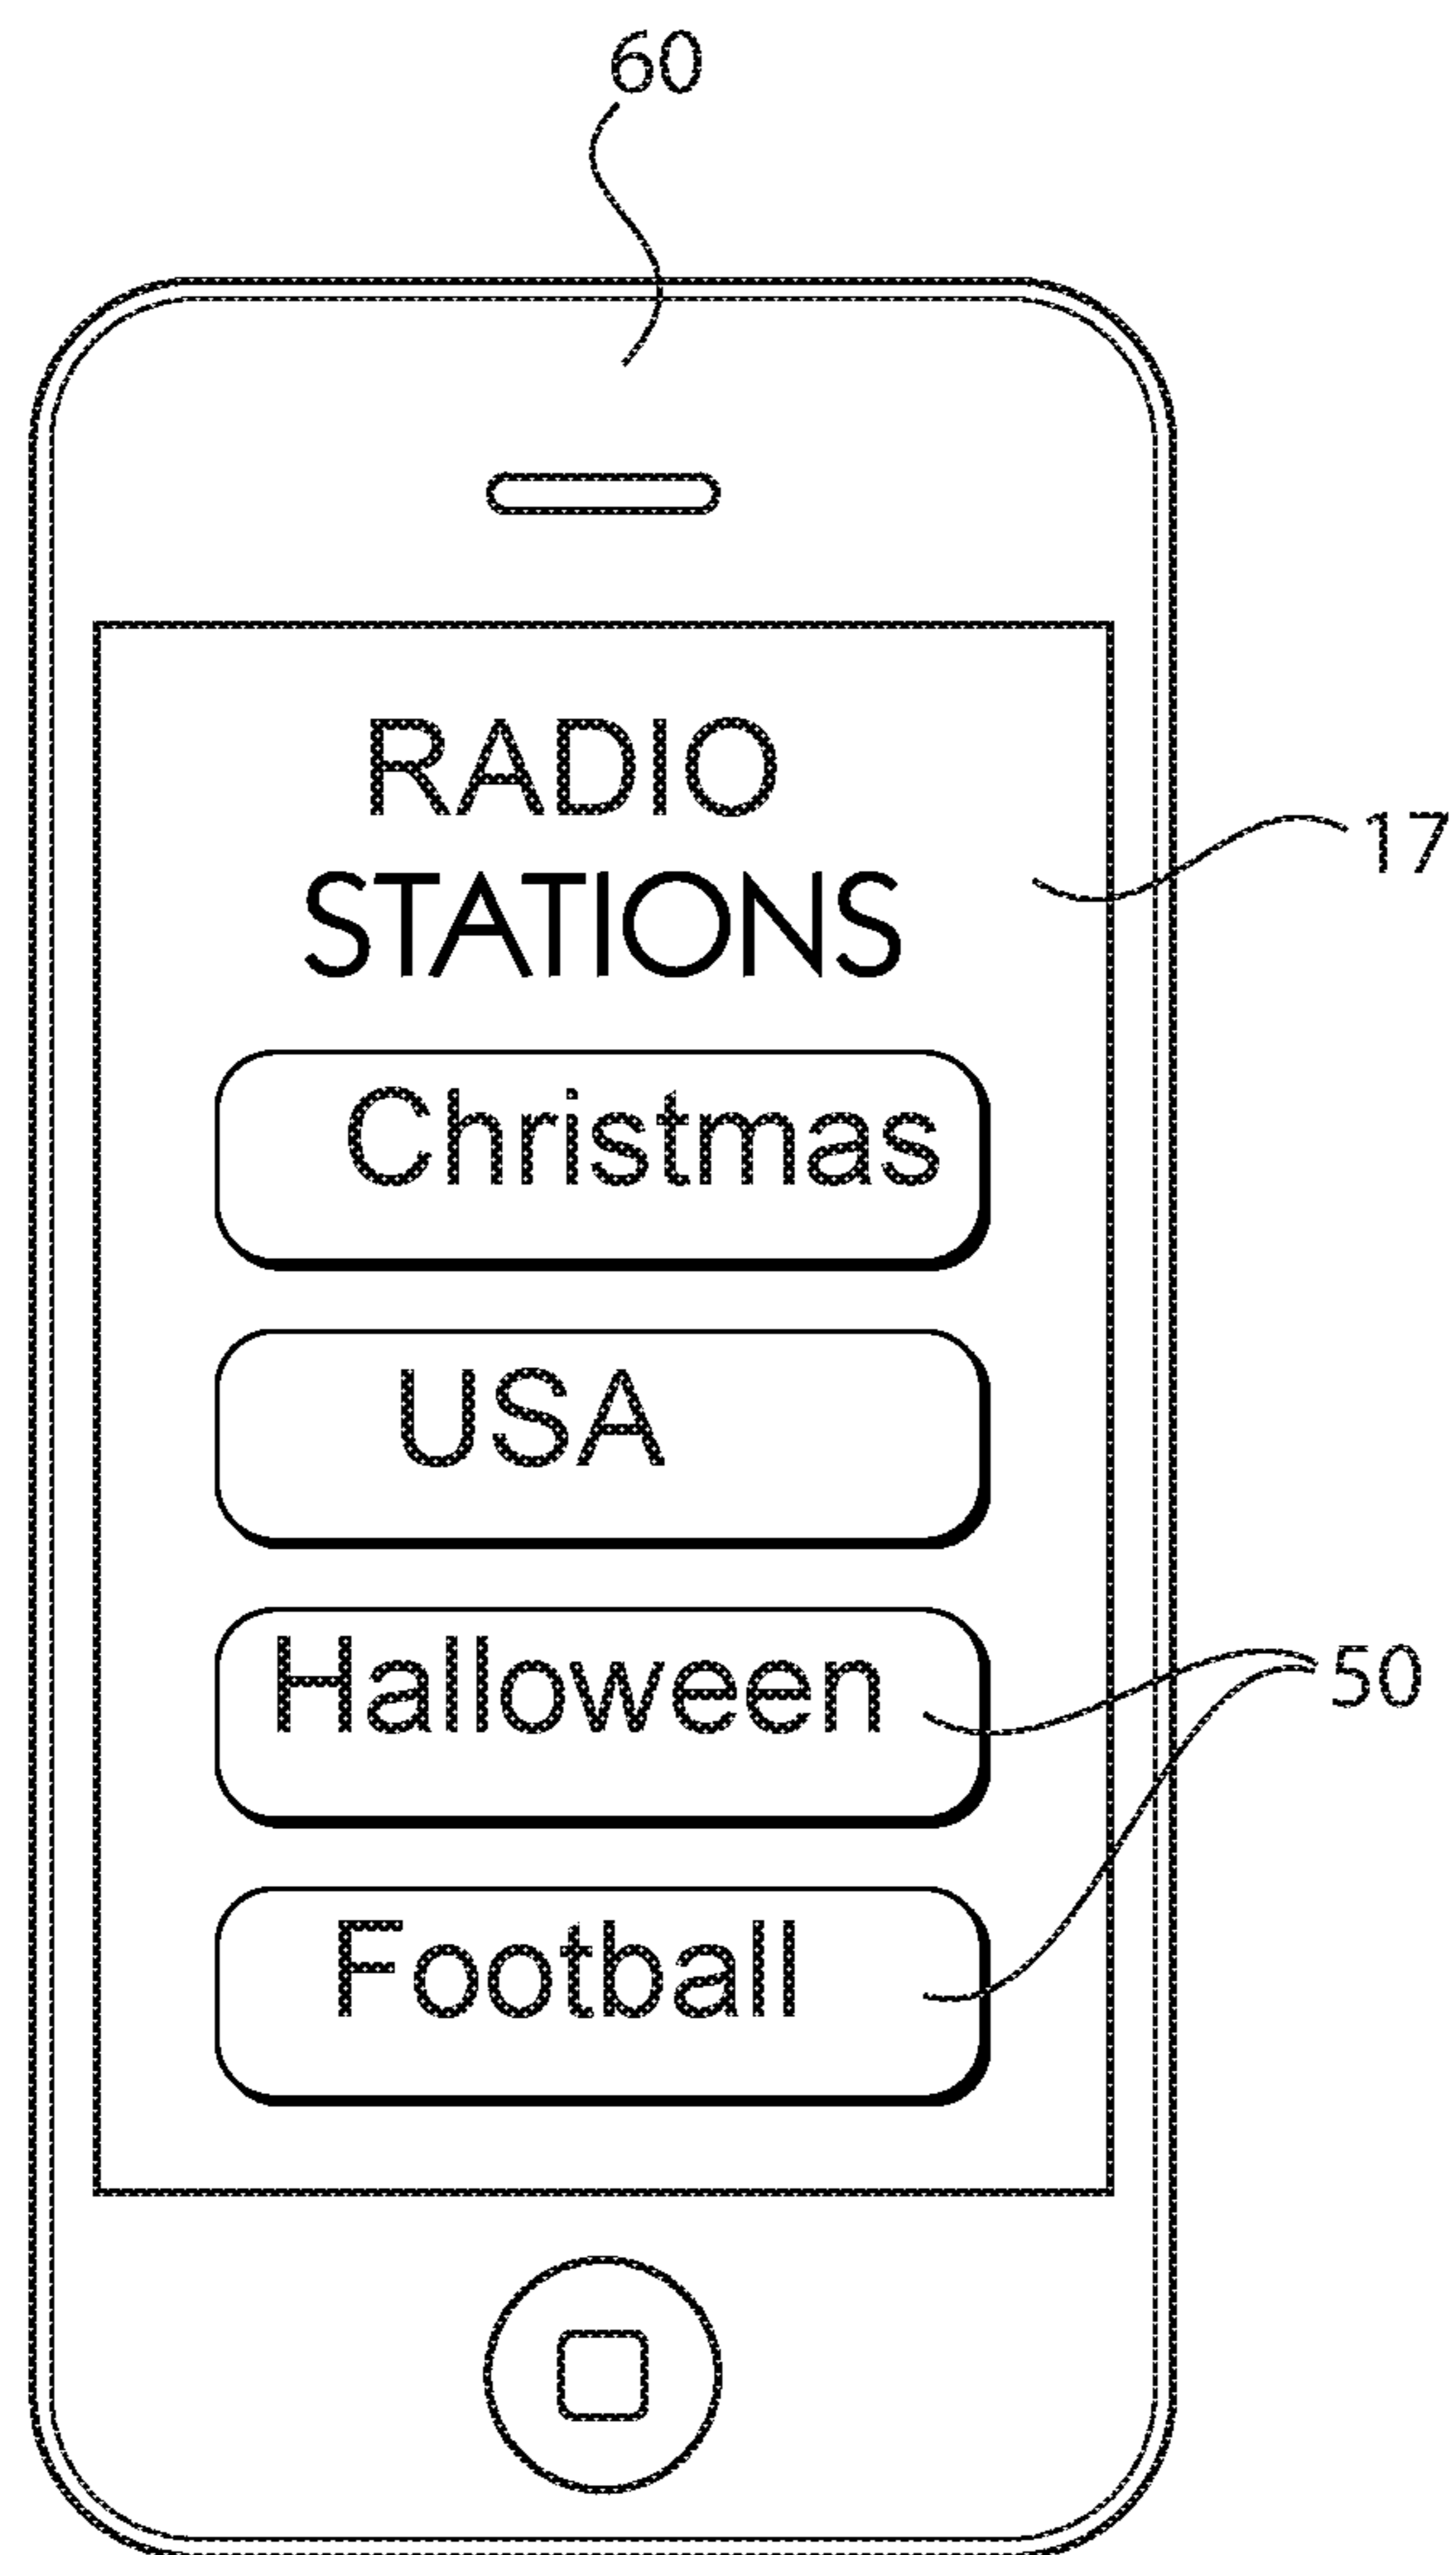 60
RADIO
17
STATIONS
Christmas
USA
Halloween
50
Football